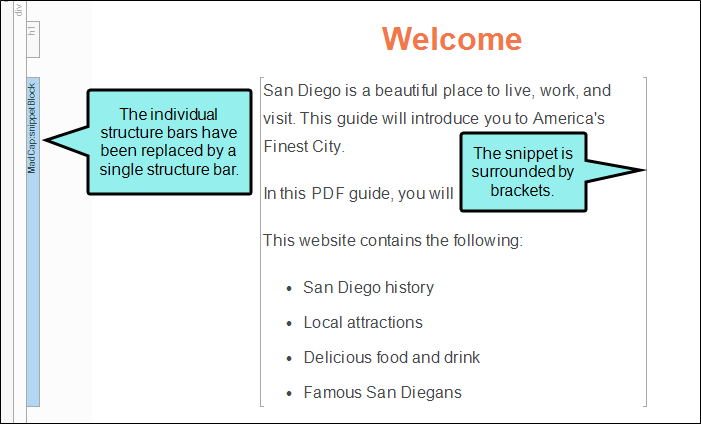 div
h1
MadCap:snippetBlock
Welcome
The individual
structure bars have
been replaced by a
single structure bar.
San Diego is a beautiful place to live, work, and
visit. This guide will introduce you to America's
Finest City.
The snippet is
surrounded by
brackets.
In this PDF guide, you will
This website contains the following:
• San Diego history
• Local attractions
• Delicious food and drink
• Famous San Diegans